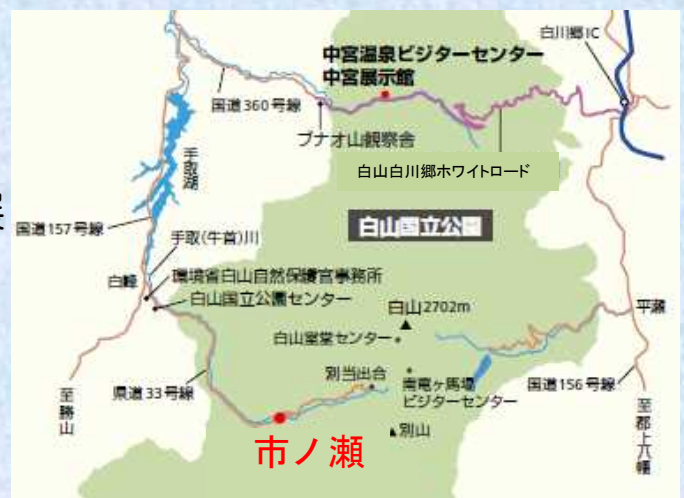 白川郷IC
中宮温泉ビジターセンター
中宮展示館
国道360号線
ブナオ山観察舎
手取湖
白山白川郷ホワイトロード
国道157号線
白山国立公園
手取(牛首)川
白峰
環境省白山自然保護官事務所
白山国立公園センター
白山2702m
平瀬
白山室堂センター
別当出合
南竜ヶ馬場
ビジターセンター
県道33号線
国道156号線
至勝山
至郡上八幡
別山
市ノ瀬